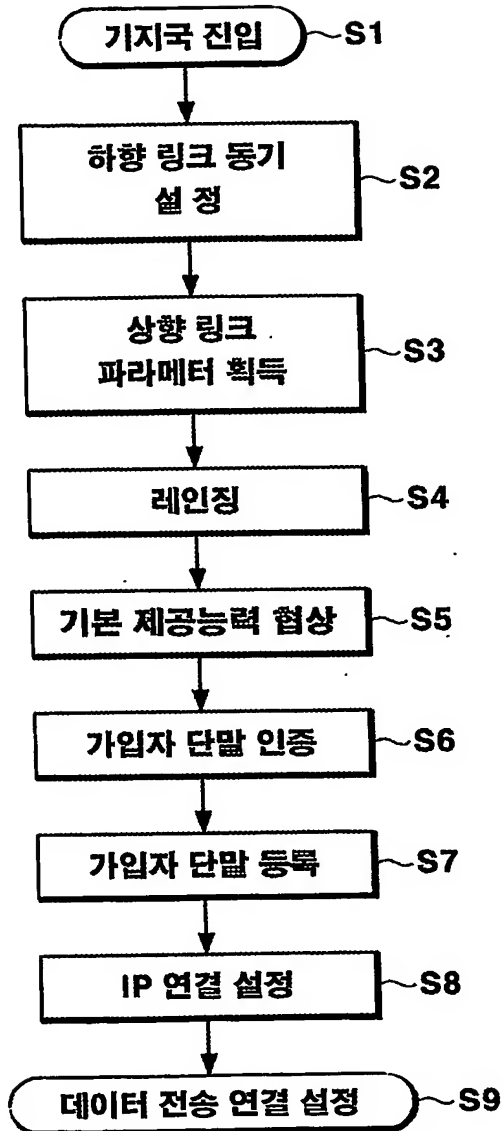 기지국 진입 S1
하향 링크 동기
설 정 S2
상향 링크
파라메터 획득 S3
레인징 S4
기본 제공능력 협상 S5
가입자 단말 인증 S6
가입자 단말 등록 S7
IP 연결 설정 S8
데이터 전송 연결 설정 S9